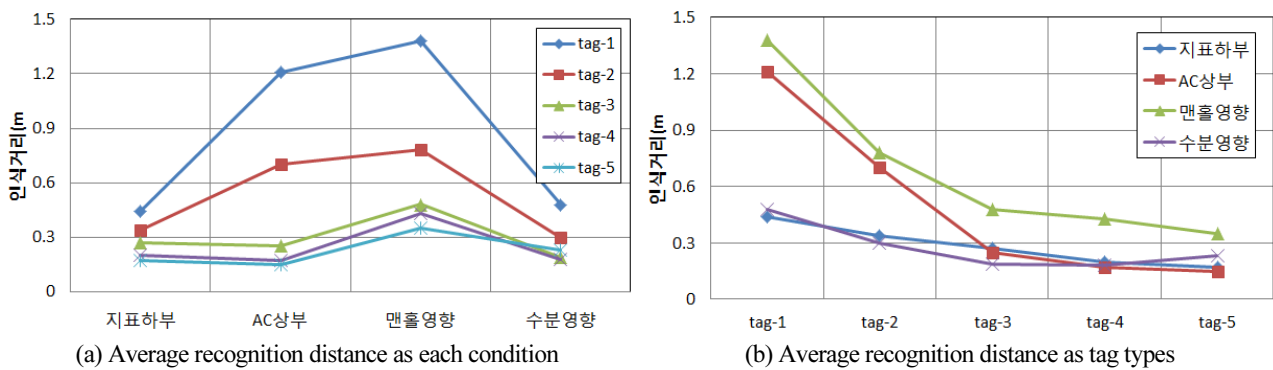 1.5
1.2
0.9
0.6
0.3
0
인식거리(m
tag-1
tag-2
tag-3
tag-4
tag-5
지표하부 AC상부 맨홀영향 수분영향
(a) Average recognition distance as each condition
1.5
1.2
0.9
0.6
0.3
0
인식거리(m
지표하부
AC상부
맨홀영향
수분영향
tag-1 tag-2 tag-3 tag-4 tag-5
(b) Average recognition distance as tag types